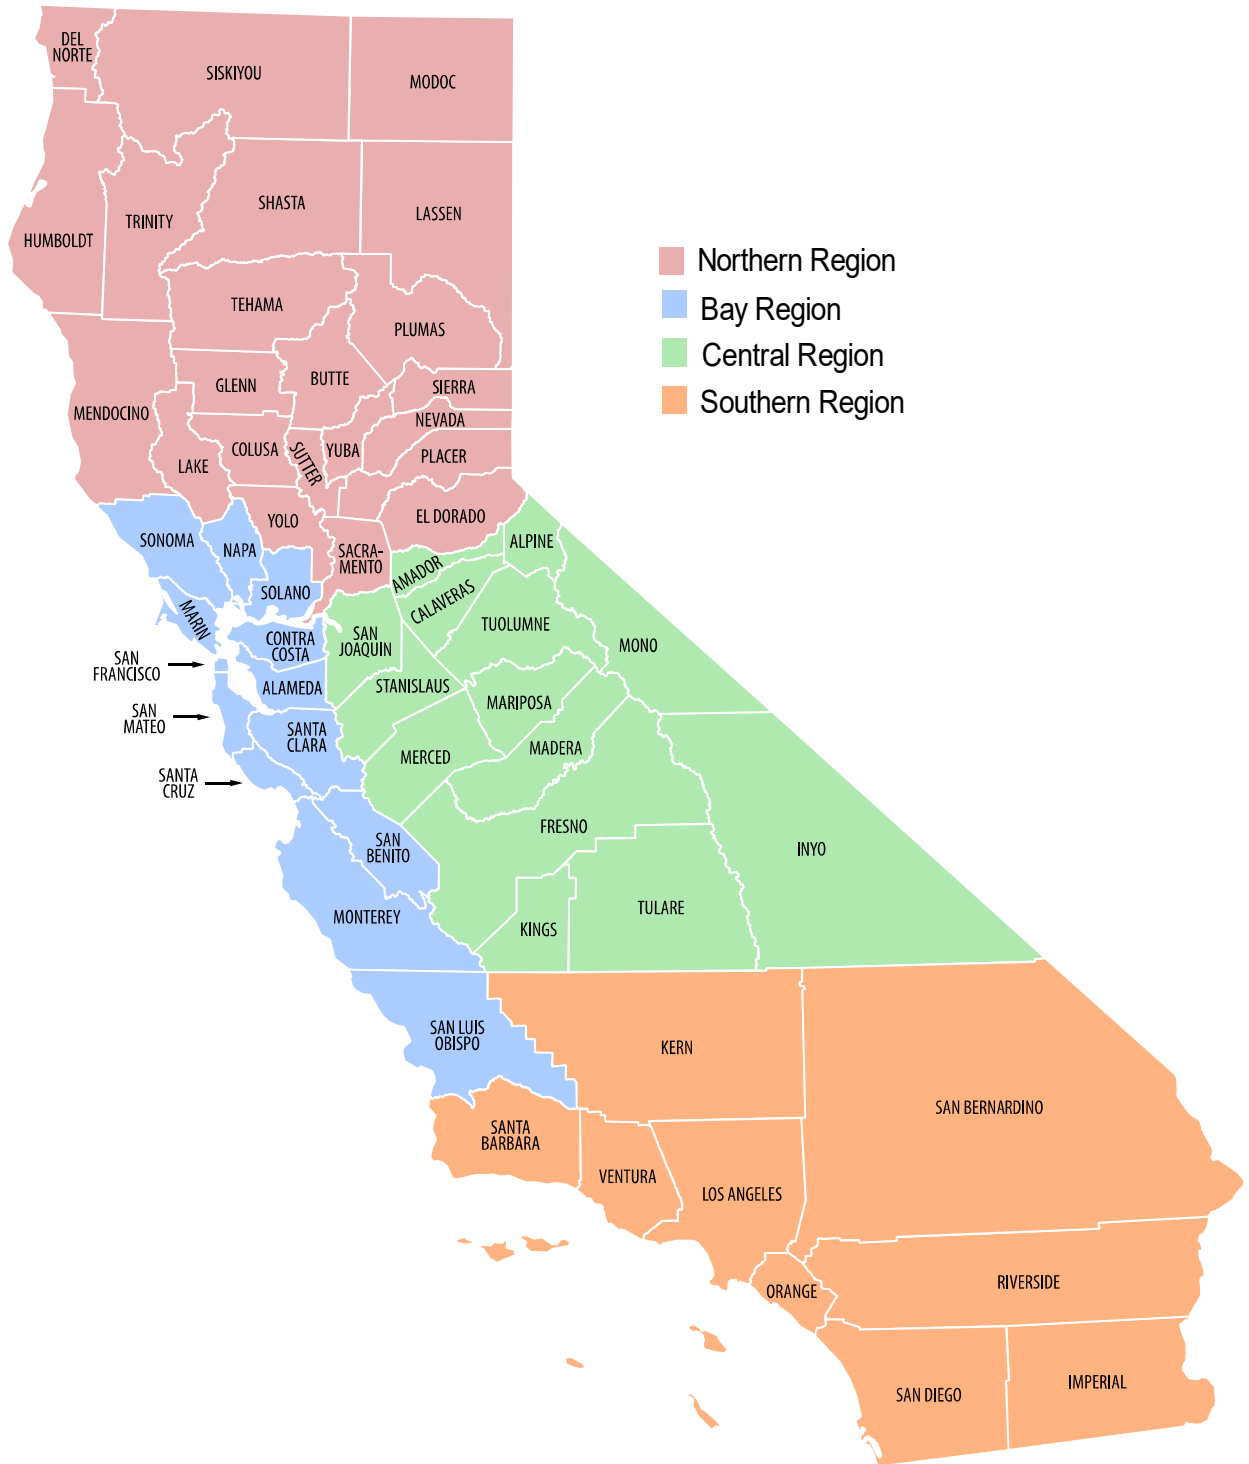 DEL
NORTE
SISKIYOU
MODOC
SHASTA
LASSEN
TRINITY
HUMBOLDT
Northern Region
Bay Region
Central Region
Southern Region
TEHAMA
PLUMAS
BUTTE
GLENN
SIERRA
MENDOCINO
NEVADA
COLUSA
SUTTER
YUBA
PLACER
LAKE
EL DORADO
YOLO
SONOMA
NAPA
SACRA-
MENTO
ALPINE
AMADOR
SOLANO
CALAVERAS
MARIN
TUOLUMNE
CONTRA
COSTA
SAN
JOAQUIN
MONO
SAN
FRANCISCO
ALAMEDA
STANISLAUS
MARIPOSA
SAN
MATEO
SANTA
CLARA
MADERA
MERCED
SANTA
CRUZ
FRESNO
SAN
BENITO
INYO
TULARE
MONTEREY
KINGS
SAN LUIS
OBISPO
KERN
SAN BERNARDINO
SANTA
BARBARA
VENTURA
LOS ANGELES
RIVERSIDE
ORANGE
IMPERIAL
SAN DIEGO